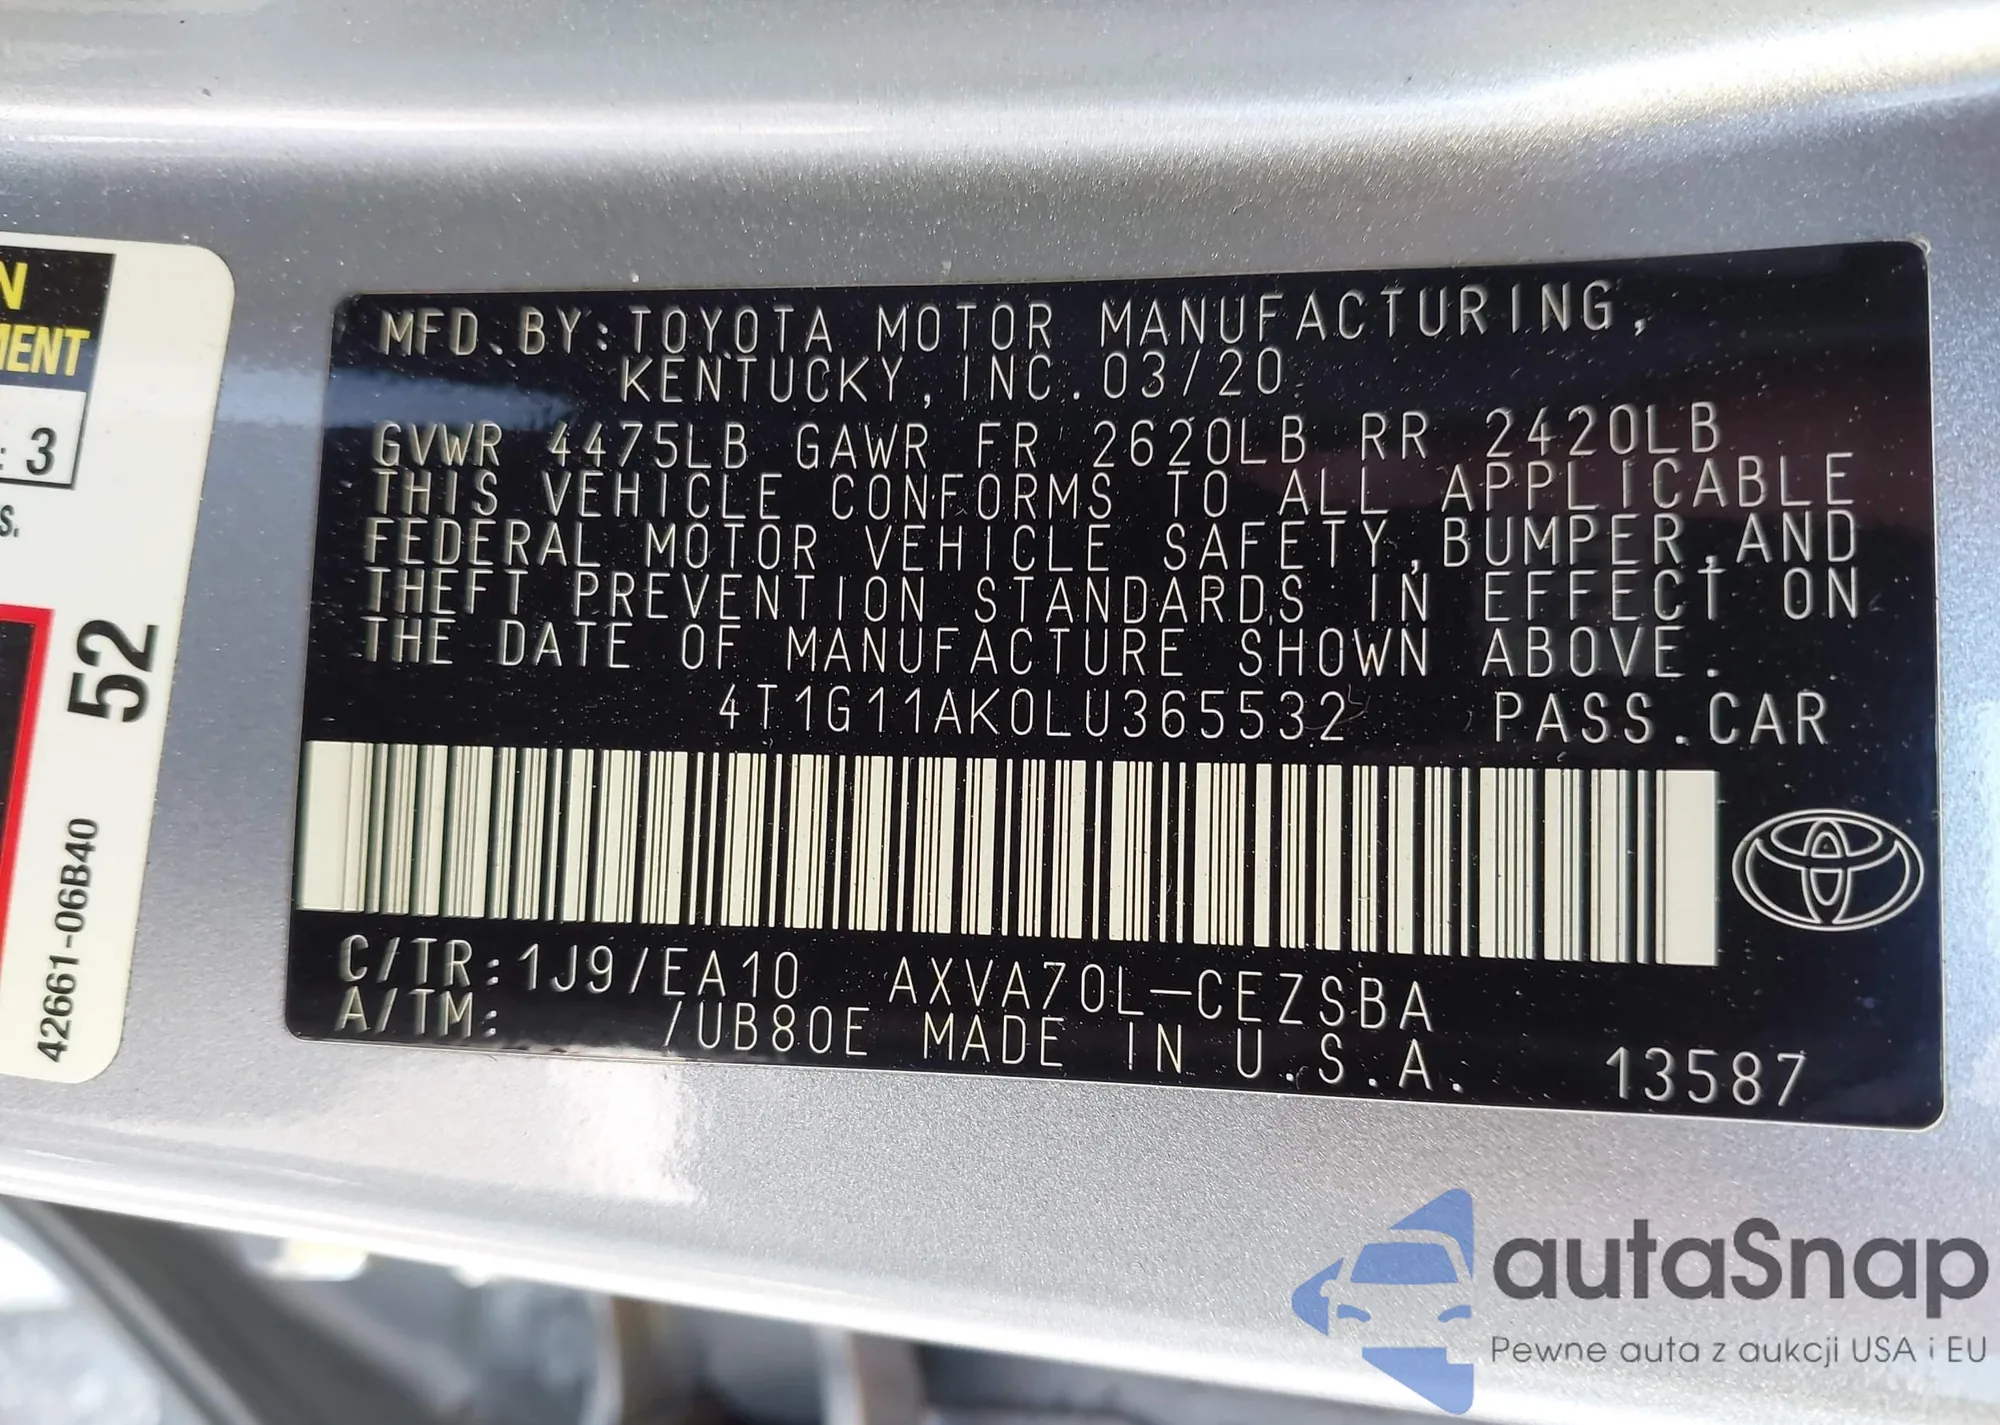 MFD.BY:TOYOTA MOTOR MANUFACTURING,
KENTUCKY,INC.03/20
GVWR 4475LB GAWR FR 2620LB RR 2420LB
THIS VEHICLE CONFORMS TO ALL APPLICABLE
FEDERAL MOTOR VEHICLE SAFETY,BUMPER,AND
THEFT PREVENTION STANDARDS IN EFFECT ON
THE DATE OF MANUFACTURE SHOWN ABOVE.
4T1G11AK0LU365532 PASS.CAR
C/TR:1J9/EA10 AXVA70L-CEZSBA
A/TM: /UB80E MADE IN U.S.A. 13587
N
MENT
: 3
S.
52
42661-06B40
autaSnap
Pewne auta z aukcji USA i EU